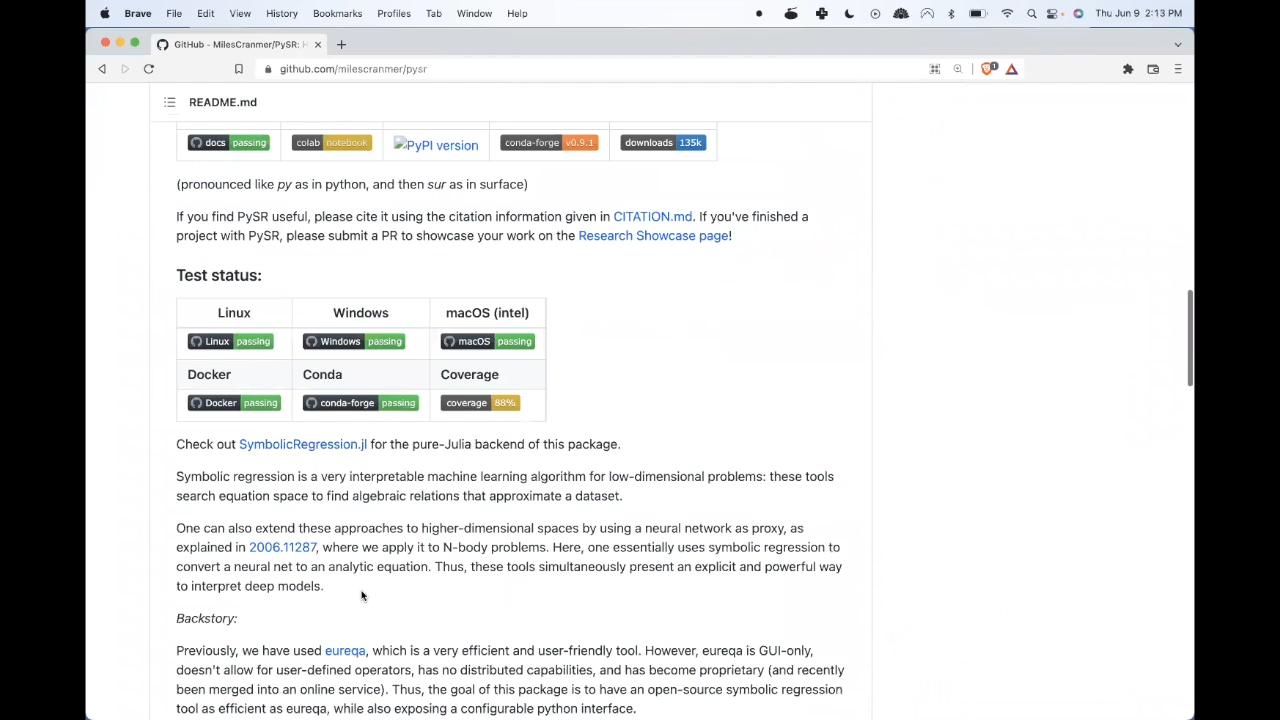 Brave File Edit View History Bookmarks Profiles Tab Window Help Thu Jun 9 2:13 PM
GitHub - MilesCranmer/PySR:
github.com/milescranmer/pysr
README.md
docs passing colab notebook PyPI version conda-forge v0.9.1 downloads 135k
(pronounced like py as in python, and then sur as in surface)
If you find PySR useful, please cite it using the citation information given in CITATION.md. If you've finished a
project with PySR, please submit a PR to showcase your work on the Research Showcase page!
Test status:
Linux Windows macOS (intel)
Linux passing Windows passing macOS passing
Docker Conda Coverage
Docker passing conda-forge passing coverage 88%
Check out SymbolicRegression.jl for the pure-Julia backend of this package.
Symbolic regression is a very interpretable machine learning algorithm for low-dimensional problems: these tools
search equation space to find algebraic relations that approximate a dataset.
One can also extend these approaches to higher-dimensional spaces by using a neural network as proxy, as
explained in 2006.11287, where we apply it to N-body problems. Here, one essentially uses symbolic regression to
convert a neural net to an analytic equation. Thus, these tools simultaneously present an explicit and powerful way
to interpret deep models.
Backstory:
Previously, we have used eureqa, which is a very efficient and user-friendly tool. However, eureqa is GUI-only,
doesn't allow for user-defined operators, has no distributed capabilities, and has become proprietary (and recently
been merged into an online service). Thus, the goal of this package is to have an open-source symbolic regression
tool as efficient as eureqa, while also exposing a configurable python interface.